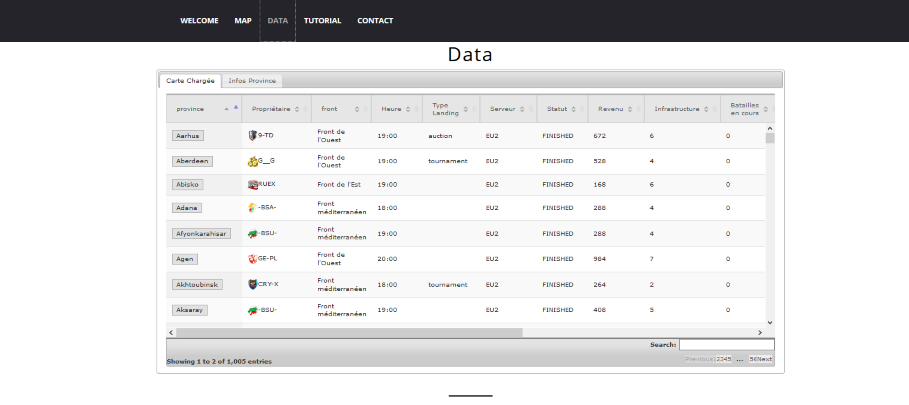 WELCOME MAP DATA TUTORIAL CONTACT
Data
Carte Chargée Infos Province
province Propriétaire front Heure Type Landing Serveur Statut Revenu Infrastructure Batailles en cours
Aarhus 9-TD Front de l'Ouest 19:00 auction EU2 FINISHED 672 6 0
Aberdeen G__G Front de l'Ouest 19:00 tournament EU2 FINISHED 528 4 0
Abisko RUEX Front de l'Est 19:00 EU2 FINISHED 168 6 0
Adana -BSA- Front méditerranéen 18:00 EU2 FINISHED 288 4 0
Afyonkarahisar -BSU- Front méditerranéen 19:00 EU2 FINISHED 288 4 0
Agen GE-PL Front de l'Ouest 20:00 EU2 FINISHED 984 7 0
Akhtoubinsk CRY-X Front méditerranéen 18:00 tournament EU2 FINISHED 264 2 0
Aksaray -BSU- Front méditerranéen 19:00 EU2 FINISHED 408 5 0
Search:
Showing 1 to 2 of 1,005 entries
Previous 2345 ... 56Next